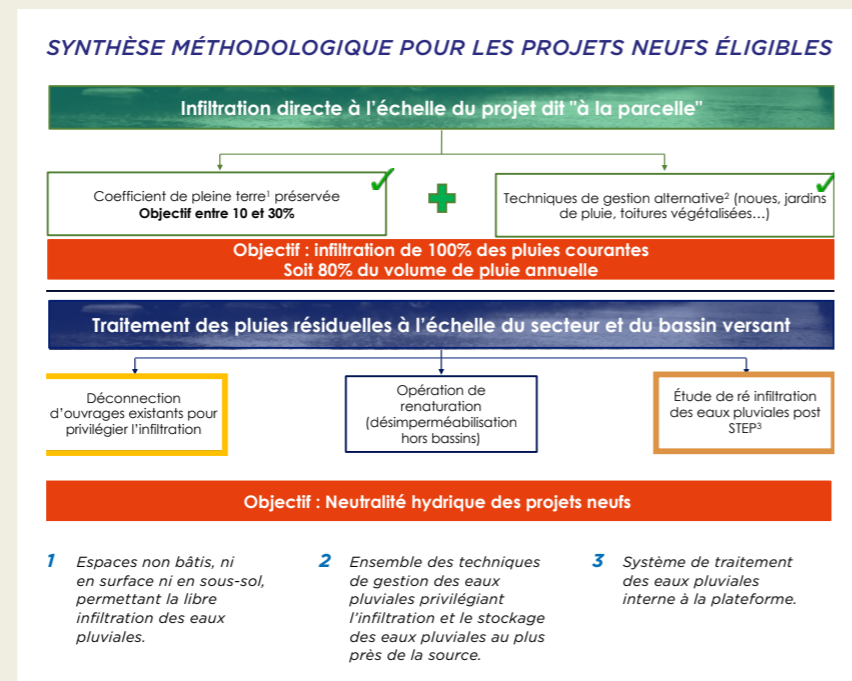 SYNTHÈSE MÉTHODOLOGIQUE POUR LES PROJETS NEUFS ÉLIGIBLES
Infiltration directe à l'échelle du projet dit "à la parcelle"
Coefficient de pleine terre¹ préservée
Objectif entre 10 et 30%
Techniques de gestion alternative² (noues, jardins
de pluie, toitures végétalisées...)
Objectif : infiltration de 100% des pluies courantes
Soit 80% du volume de pluie annuelle
Traitement des pluies résiduelles à l'échelle du secteur et du bassin versant
Déconnection
d'ouvrages existants pour
privilégier l'infiltration
Opération de
renaturation
(désimperméabilisation
hors bassins)
Étude de ré infiltration
des eaux pluviales post
STEP³
Objectif : Neutralité hydrique des projets neufs
1 Espaces non bâtis, ni
en surface ni en sous-sol,
permettant la libre
infiltration des eaux
pluviales.
2 Ensemble des techniques
de gestion des eaux
pluviales privilégiant
l'infiltration et le stockage
des eaux pluviales au plus
près de la source.
3 Système de traitement
des eaux pluviales
interne à la plateforme.